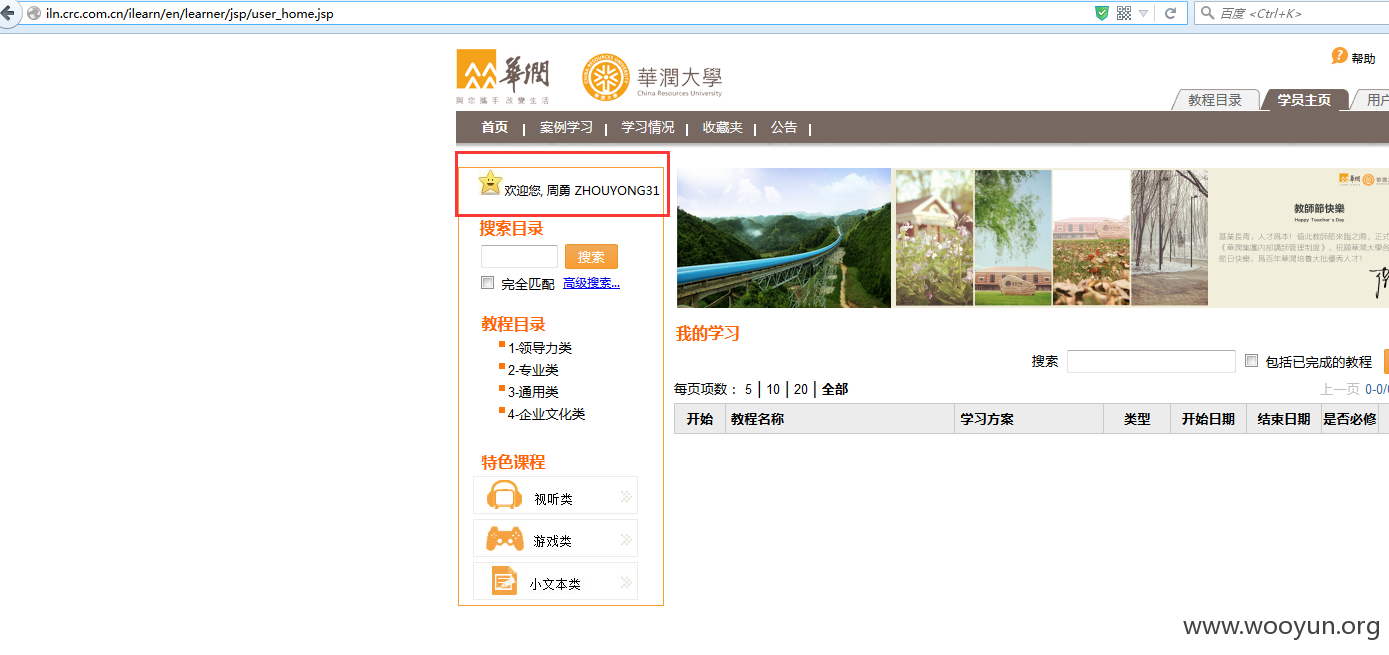 iln.crc.com.cn/ilearn/en/learner/jsp/user_home.jsp
百度 <Ctrl+K>
華潤
與您攜手 改變生活
華潤大學
China Resources University
帮助
教程目录
学员主页
用户
首页 | 案例学习 | 学习情况 | 收藏夹 | 公告 |
欢迎您, 周勇 ZHOUYONG31
搜索目录
搜索
完全匹配 高级搜索...
教程目录
1-领导力类
2-专业类
3-通用类
4-企业文化类
特色课程
视听类
游戏类
小文本类
教師節快樂
Happy Teacher's Day
我的学习
搜索
包括已完成的教程
每页项数： 5 | 10 | 20 | 全部
上一页 0-0/
开始 教程名称 学习方案 类型 开始日期 结束日期 是否必修
www.wooyun.org